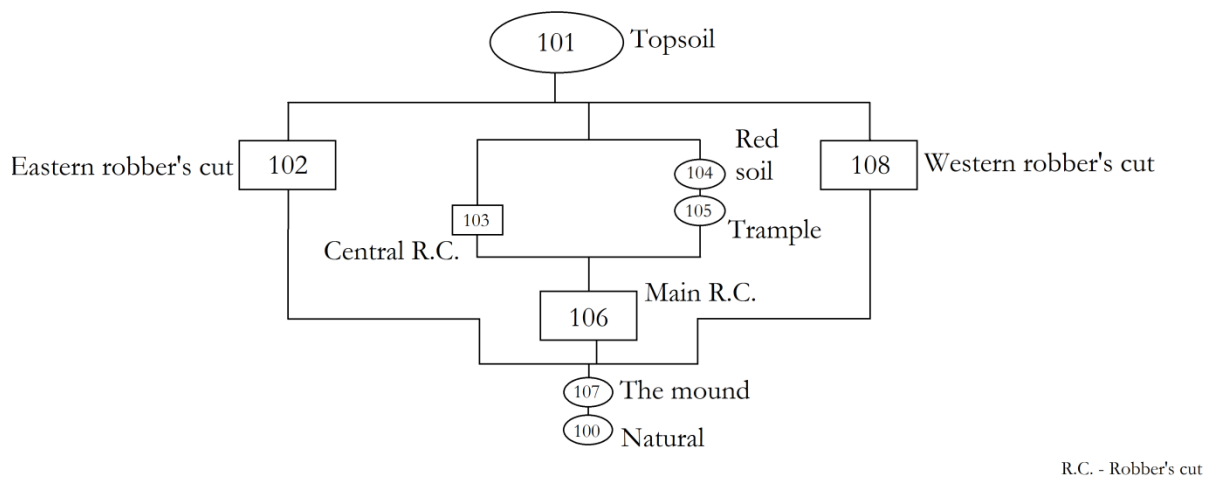 101 Topsoil
Red
Eastern robber's cut 102
104 soil
108 Western robber's cut
103
105 Trample
Central R.C.
Main R.C.
106
107 The mound
100 Natural
R.C. - Robber's cut